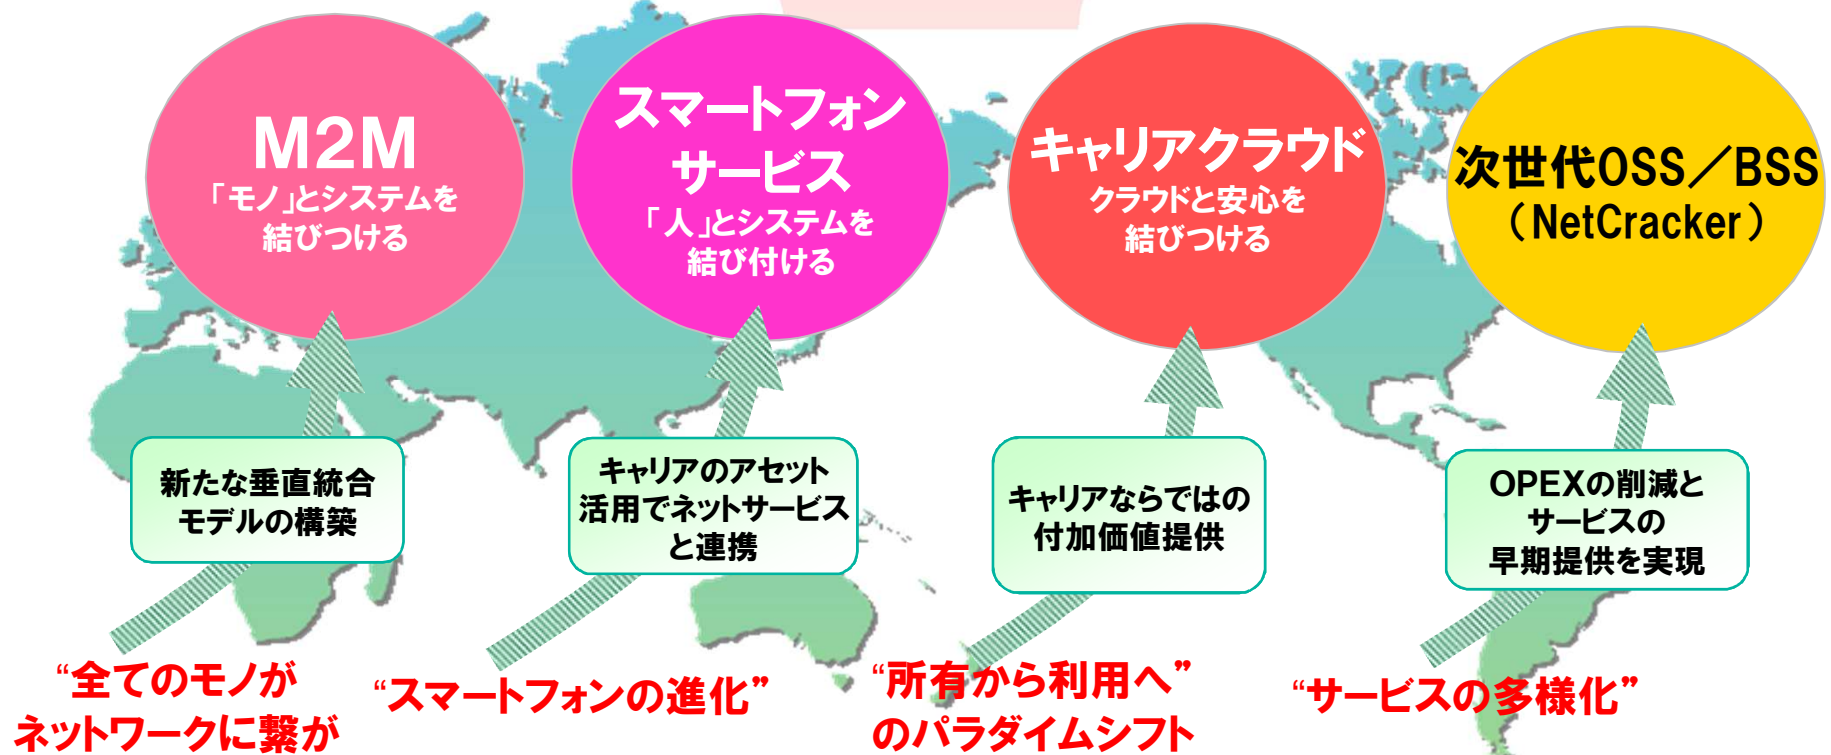 M2M
「モノ」とシステムを
結びつける
スマートフォン
サービス
「人」とシステムを
結び付ける
キャリアクラウド
クラウドと安心を
結びつける
次世代OSS／BSS
（NetCracker）
新たな垂直統合
モデルの構築
キャリアのアセット
活用でネットサービス
と連携
キャリアならではの
付加価値提供
OPEXの削減と
サービスの
早期提供を実現
“全てのモノが
ネットワークに繋が
“スマートフォンの進化”
“所有から利用へ”
のパラダイムシフト
“サービスの多様化”